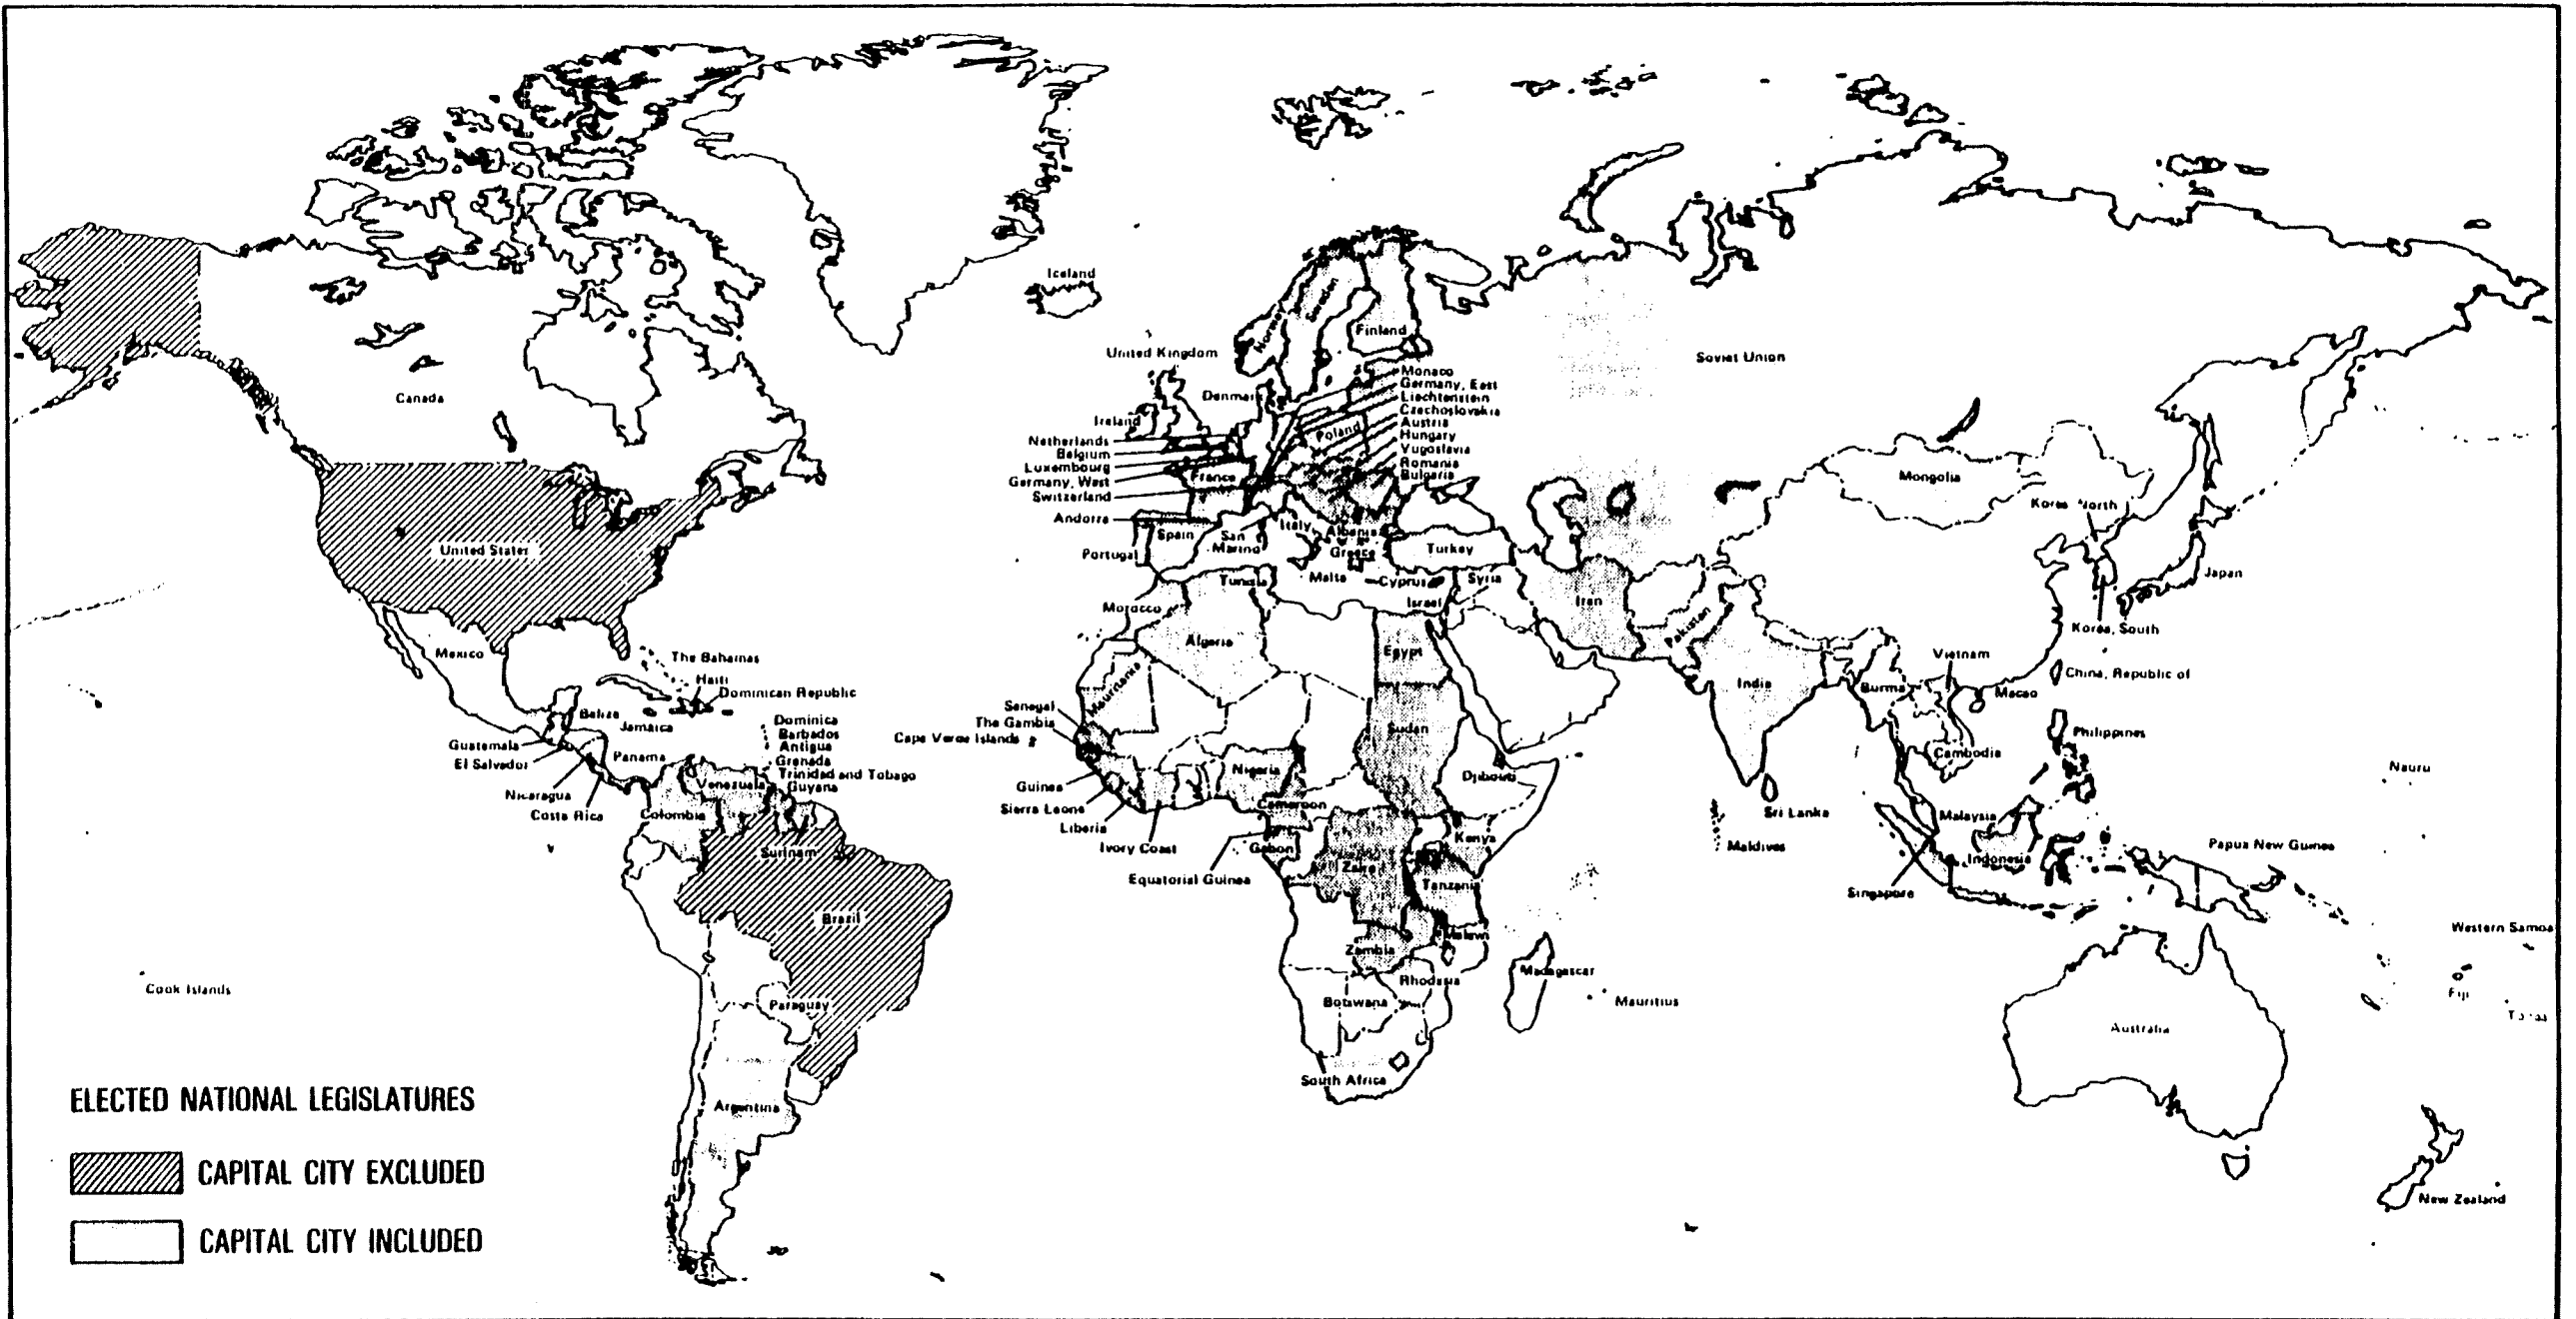 Iceland
United Kingdom
Norway
Sweden
Finland
Soviet Union
Canada
Denmark
Ireland
Monaco
Germany, East
Liechtenstein
Czechoslovakia
Austria
Hungary
Yugoslavia
Romania
Bulgaria
Poland
Netherlands
Belgium
Luxembourg
Germany, West
Switzerland
France
Andorra
Spain
Portugal
San
Marino
Italy
Albania
Greece
Turkey
Malta
Cyprus
Syria
Israel
Mongolia
Korea North
Japan
Korea, South
United States
Mexico
The Bahamas
Haiti
Dominican Republic
Belize
Jamaica
Dominica
Barbados
Antigua
Grenada
Trinidad and Tobago
Guyana
Guatemala
El Salvador
Nicaragua
Costa Rica
Panama
Venezuala
Colombia
Surinam
Brazil
Paraguay
Argentina
Tunisia
Morocco
Algeria
Egypt
Mauritania
Senegal
The Gambia
Cape Verde Islands
Guinea
Sierra Leone
Liberia
Ivory Coast
Equatorial Guinea
Nigeria
Cameroon
Gabon
Sudan
Djibouti
Kenya
Zaire
Tanzania
Malawi
Zambia
Rhodesia
Botswana
South Africa
Madagascar
Mauritius
Iran
Pakistan
India
Burma
Vietnam
Macao
China, Republic of
Philippines
Cambodia
Sri Lanka
Maldives
Malaysia
Indonesia
Singapore
Nauru
Papua New Guinea
Western Samoa
Fiji
Cook Islands
Australia
New Zealand
ELECTED NATIONAL LEGISLATURES
CAPITAL CITY EXCLUDED
CAPITAL CITY INCLUDED